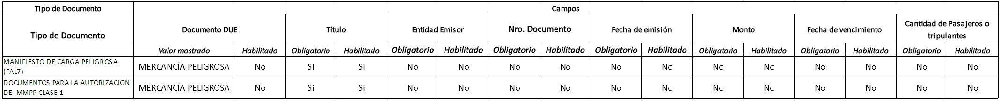 Tipo de Documento Campos
Tipo de Documento Documento DUE Título Entidad Emisor Nro. Documento Fecha de emisión Monto Fecha de vencimiento Cantidad de Pasajeros o
tripulantes
Valor mostrado Habilitado Obligatorio Habilitado Obligatorio Habilitado Obligatorio Habilitado Obligatorio Habilitado Obligatorio Habilitado Obligatorio Habilitado Obligatorio Habilitado
MANIFIESTO DE CARGA PELIGROSA
(FAL7) MERCANCÍA PELIGROSA No Si Si No No No No No No No No No No No No
DOCUMENTOS PARA LA AUTORIZACION
DE MMPP CLASE 1 MERCANCÍA PELIGROSA No Si Si No No No No No No No No No No No No